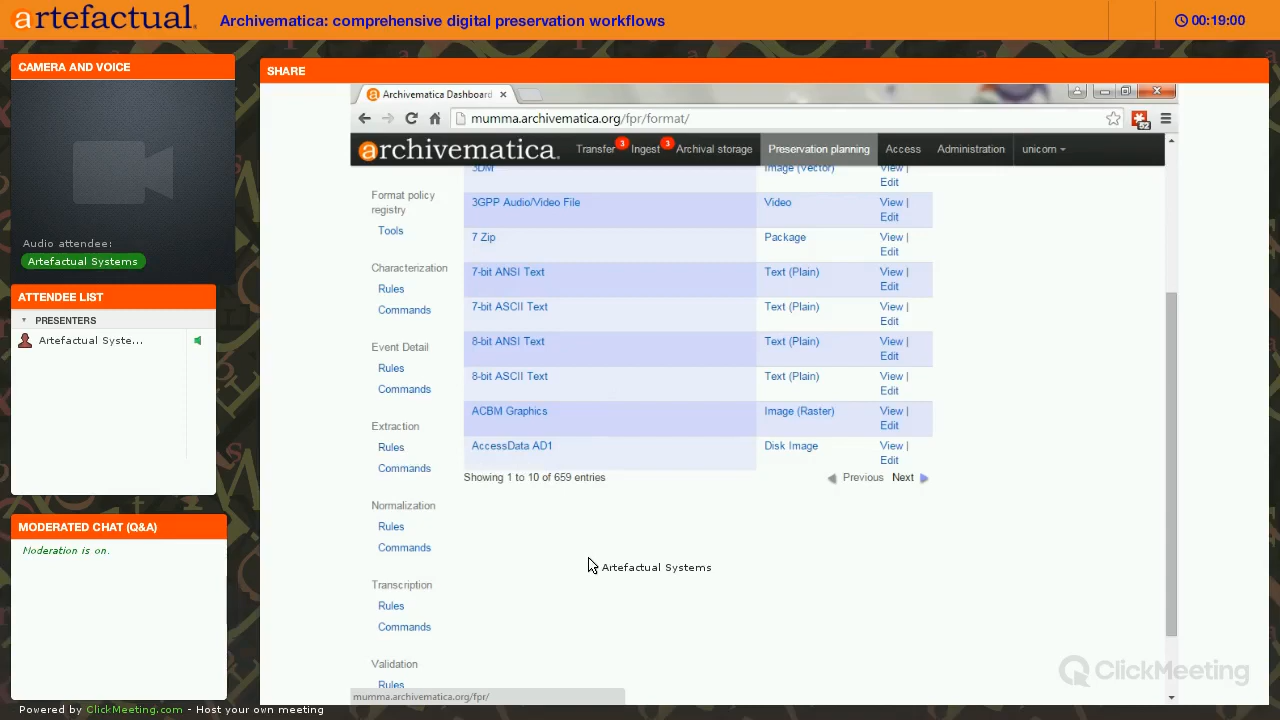 artefactual
Archivematica: comprehensive digital preservation workflows
00:19:00
CAMERA AND VOICE
Audio attendee:
Artefactual Systems
ATTENDEE LIST
PRESENTERS
Artefactual Syste...
MODERATED CHAT (Q&A)
Moderation is on.
Powered by ClickMeeting.com - Host your own meeting
SHARE
Archivematica Dashboard
mumma.archivematica.org/fpr/format/
52
archivematica
Transfer 3 Ingest 3 Archival storage Preservation planning Access Administration unicorn
Format policy
registry
Tools
Characterization
Rules
Commands
Event Detail
Rules
Commands
Extraction
Rules
Commands
Normalization
Rules
Commands
Transcription
Rules
Commands
Validation
Rules
3DM Image (Vector) View |
Edit
3GPP Audio/Video File Video View |
Edit
7 Zip Package View |
Edit
7-bit ANSI Text Text (Plain) View |
Edit
7-bit ASCII Text Text (Plain) View |
Edit
8-bit ANSI Text Text (Plain) View |
Edit
8-bit ASCII Text Text (Plain) View |
Edit
ACBM Graphics Image (Raster) View |
Edit
AccessData AD1 Disk Image View |
Edit
Showing 1 to 10 of 659 entries Previous Next
Artefactual Systems
mumma.archivematica.org/fpr/
ClickMeeting